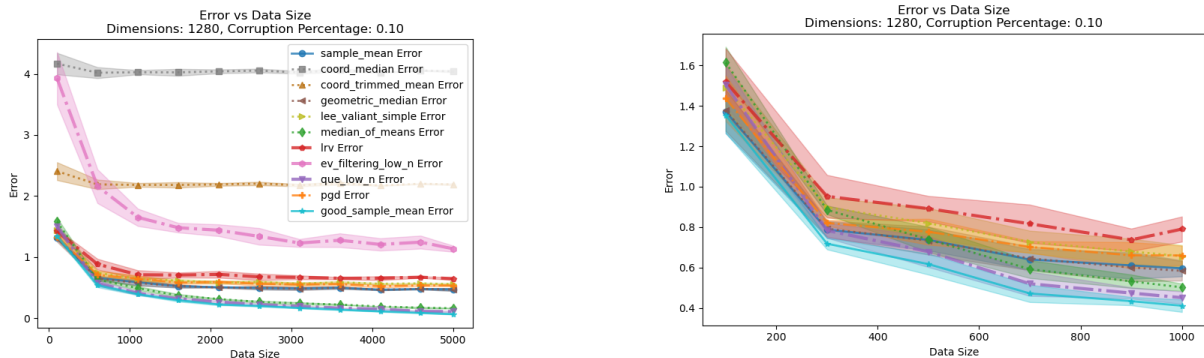 Error vs Data Size
Dimensions: 1280, Corruption Percentage: 0.10
Error
4
3
2
1
0
sample_mean Error
coord_median Error
coord_trimmed_mean Error
geometric_median Error
lee_valiant_simple Error
median_of_means Error
lrv Error
ev_filtering_low_n Error
que_low_n Error
pgd Error
good_sample_mean Error
0 1000 2000 3000 4000 5000
Data Size
Error vs Data Size
Dimensions: 1280, Corruption Percentage: 0.10
Error
1.6
1.4
1.2
1.0
0.8
0.6
0.4
200 400 600 800 1000
Data Size